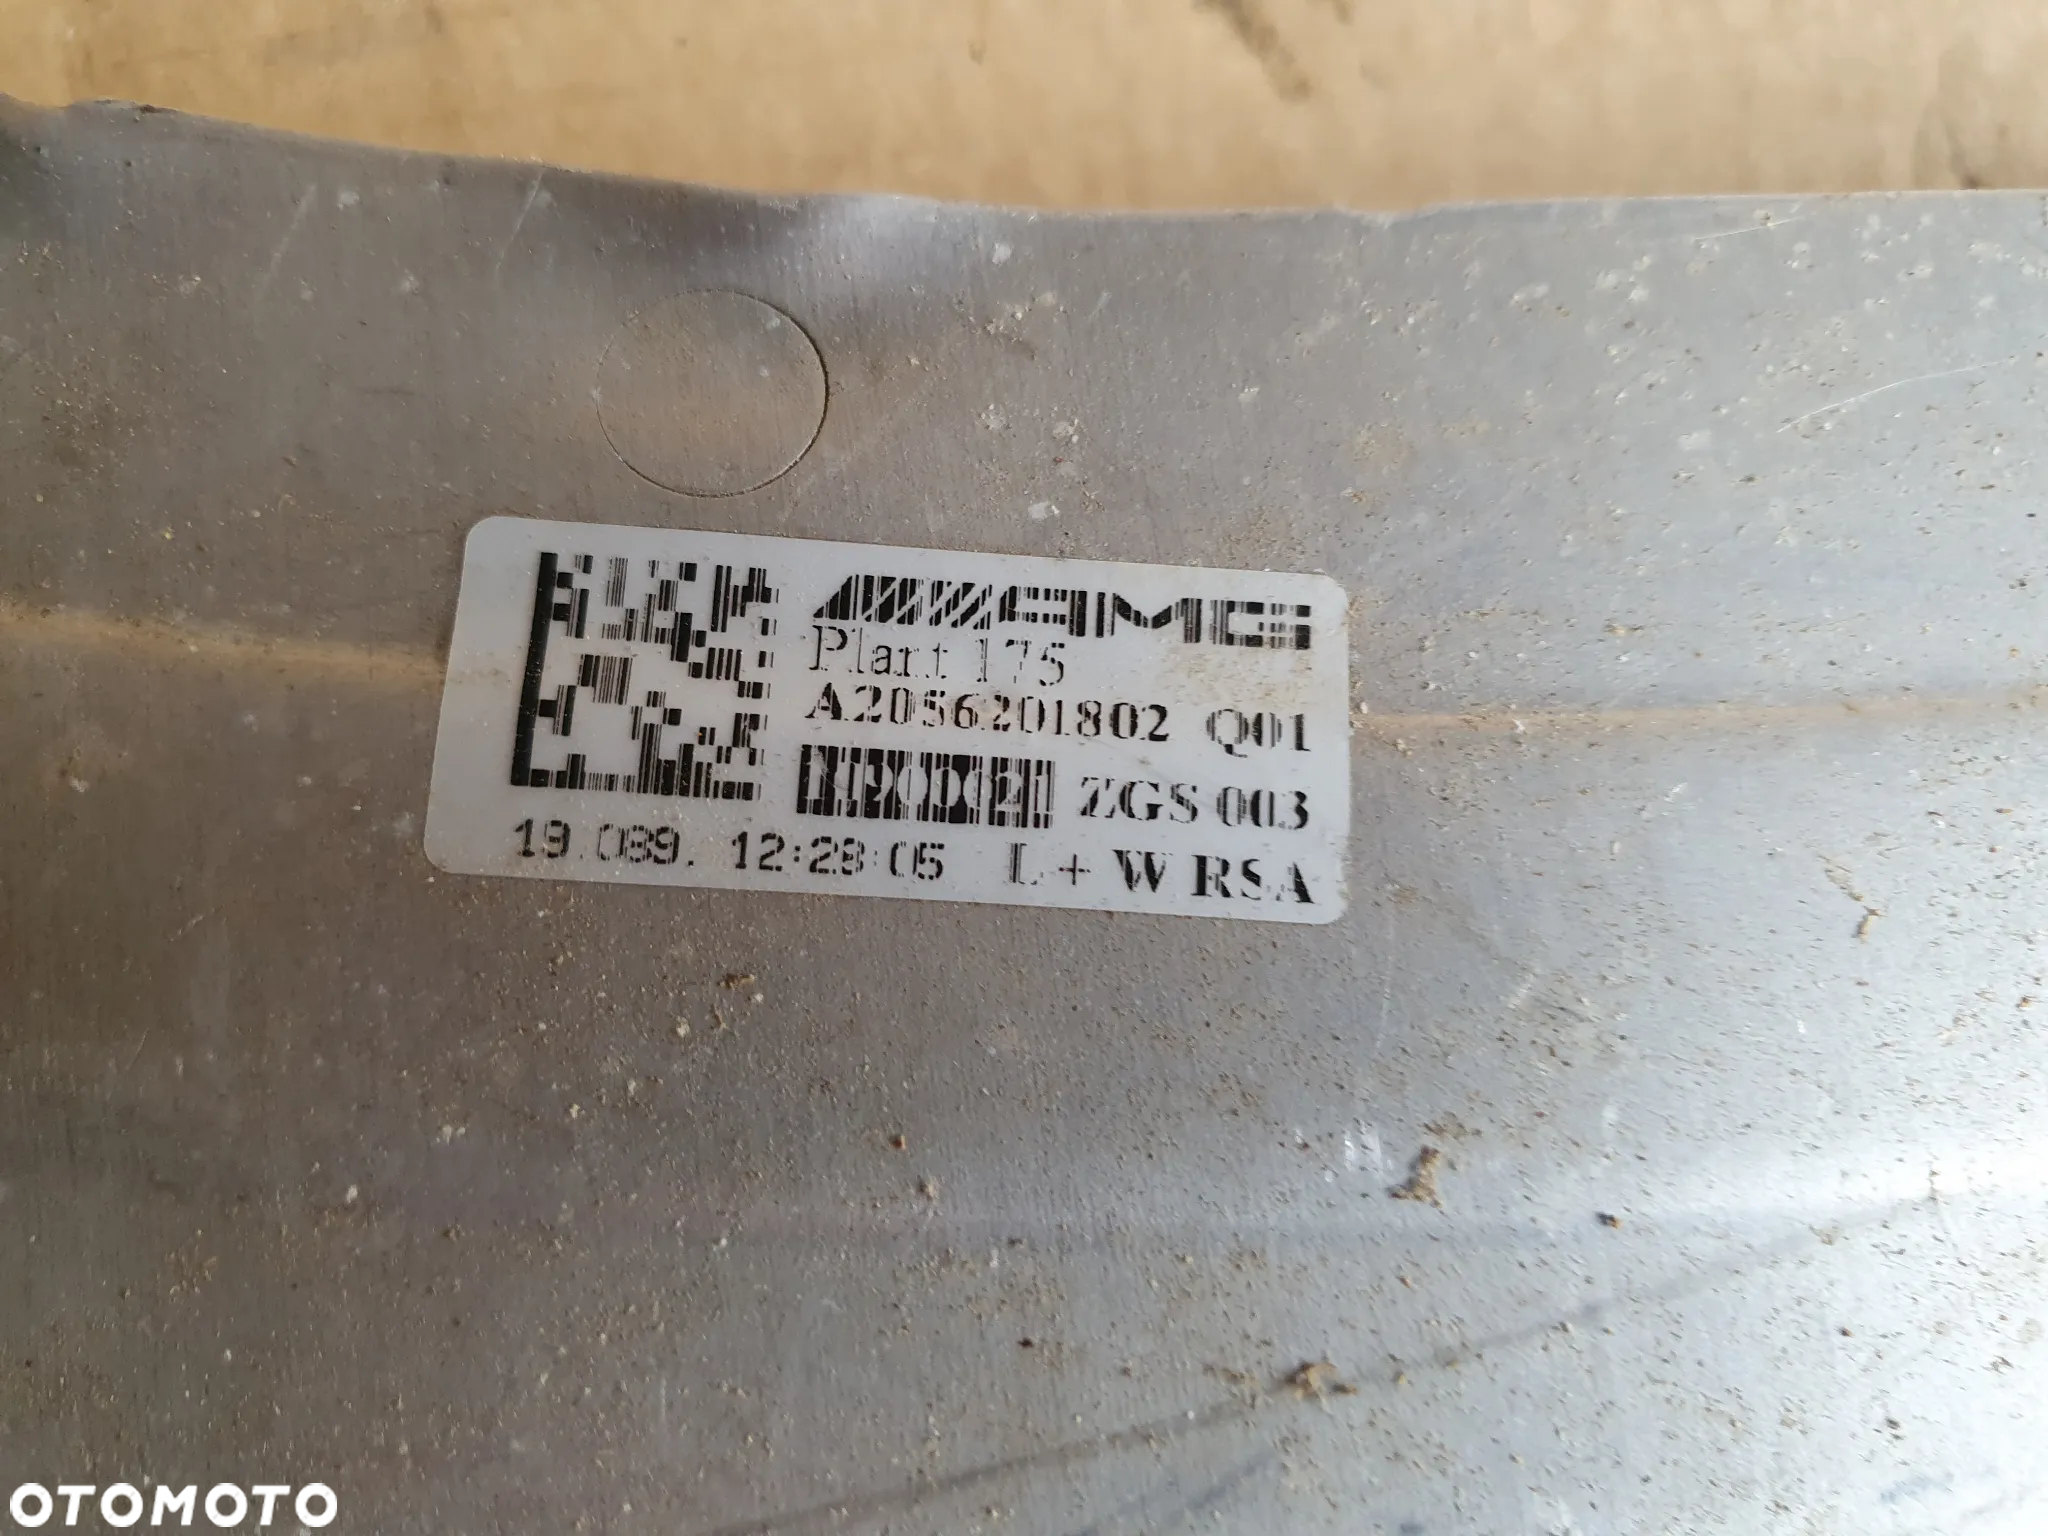 AMG
Plant 175
A2056201802 Q01
ZGS 003
19.089. 12:28:05 L + W RSA
OTOMOTO